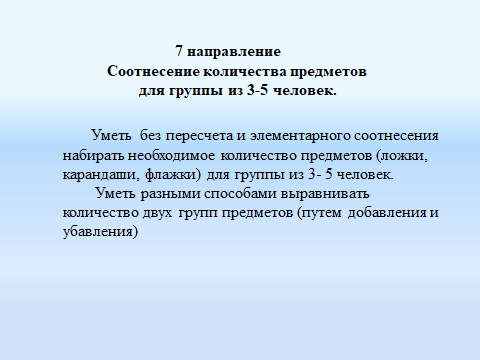 7 направление
Соотнесение количества предметов
для группы из 3-5 человек.
Уметь без пересчета и элементарного соотнесения
набирать необходимое количество предметов (ложки,
карандаши, флажки) для группы из 3- 5 человек.
Уметь разными способами выравнивать
количество двух групп предметов (путем добавления и
убавления)